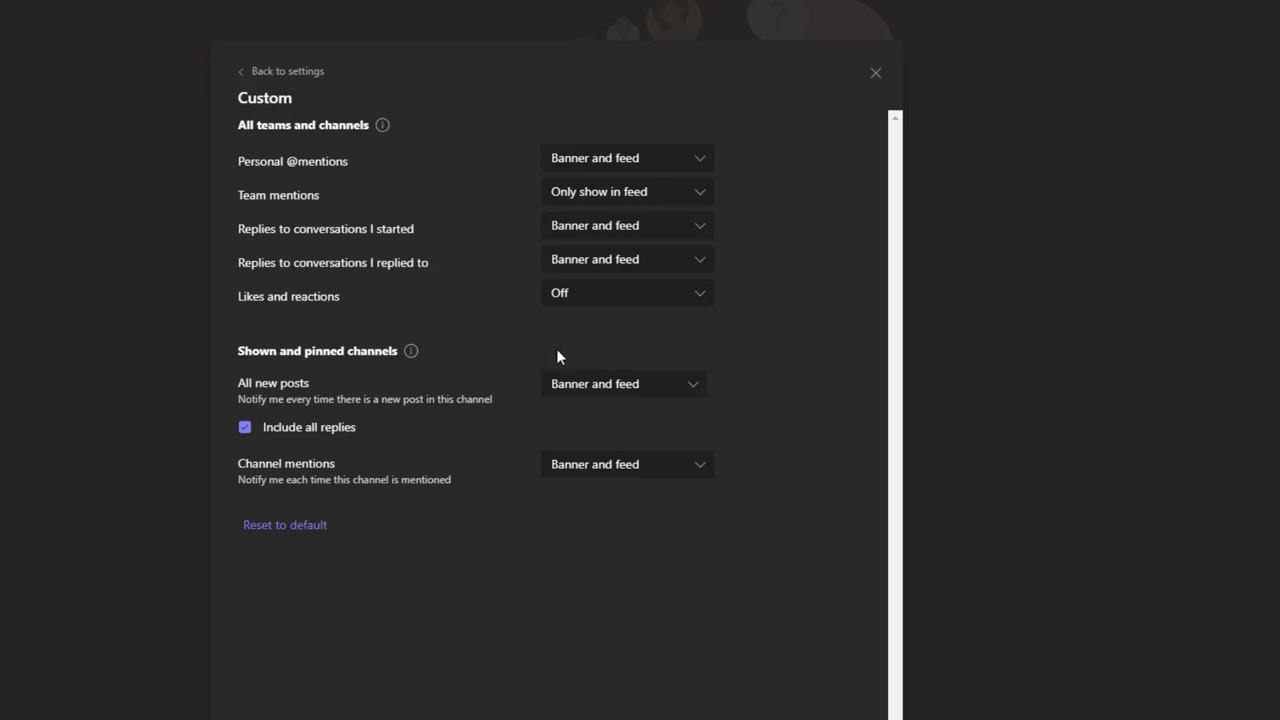 Back to settings
Custom
All teams and channels
Personal @mentions
Banner and feed
Team mentions
Only show in feed
Replies to conversations I started
Banner and feed
Replies to conversations I replied to
Banner and feed
Likes and reactions
Off
Shown and pinned channels
All new posts
Banner and feed
Notify me every time there is a new post in this channel
Include all replies
Channel mentions
Banner and feed
Notify me each time this channel is mentioned
Reset to default